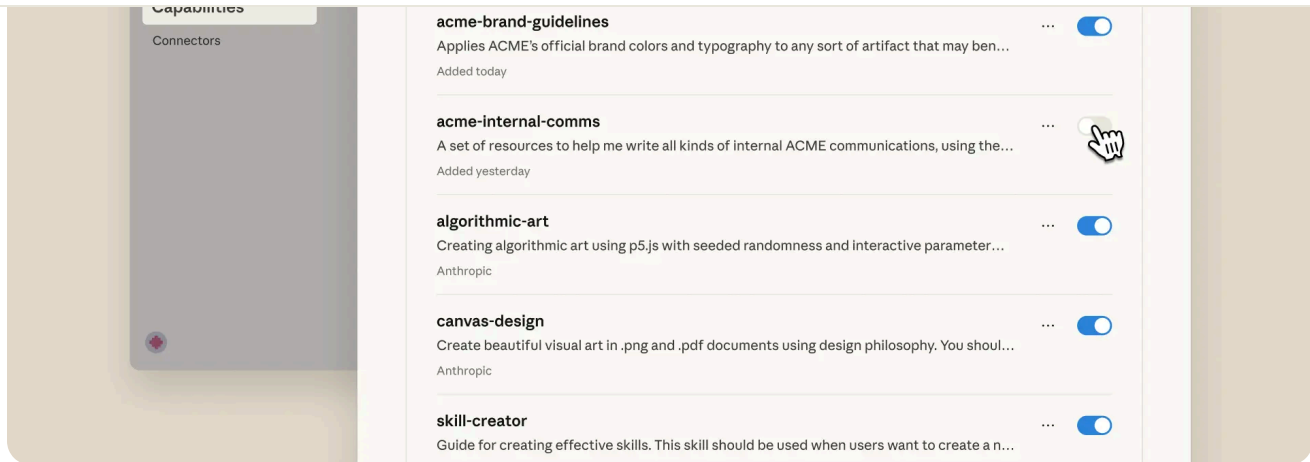 Capabilities
Connectors
acme-brand-guidelines
Applies ACME's official brand colors and typography to any sort of artifact that may ben...
Added today
acme-internal-comms
A set of resources to help me write all kinds of internal ACME communications, using the...
Added yesterday
algorithmic-art
Creating algorithmic art using p5.js with seeded randomness and interactive parameter...
Anthropic
canvas-design
Create beautiful visual art in .png and .pdf documents using design philosophy. You shoul...
Anthropic
skill-creator
Guide for creating effective skills. This skill should be used when users want to create a n...